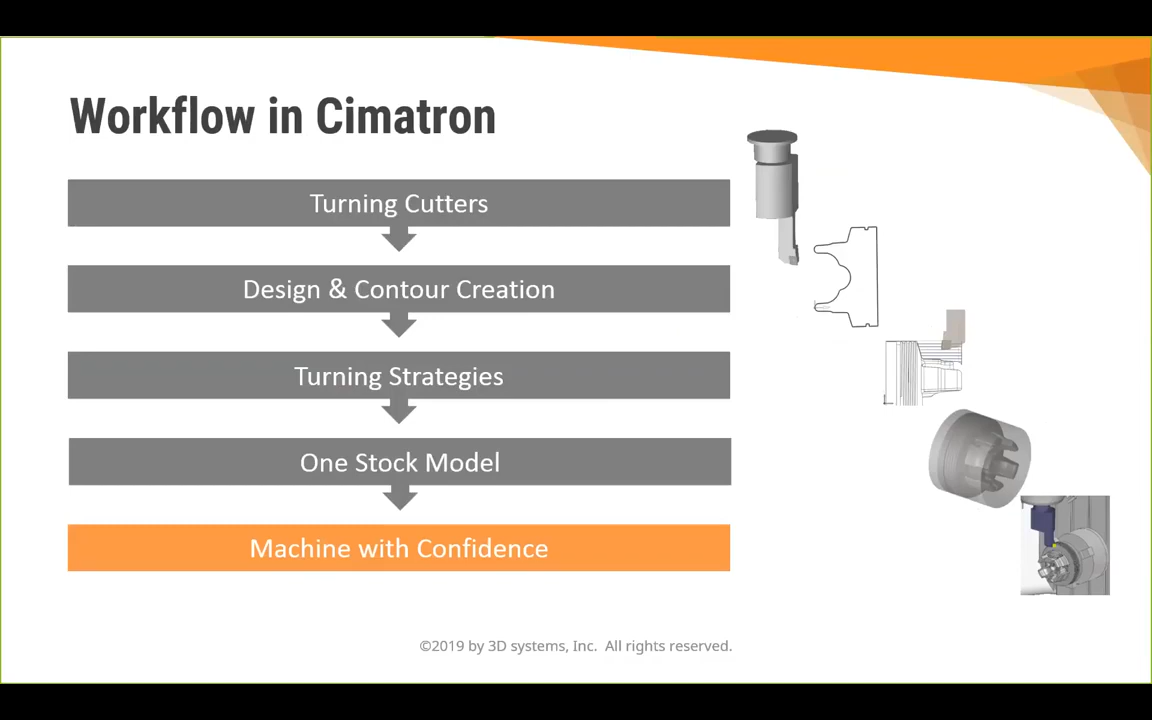 Workflow in Cimatron
Turning Cutters
Design & Contour Creation
Turning Strategies
One Stock Model
Machine with Confidence
©2019 by 3D systems, Inc. All rights reserved.